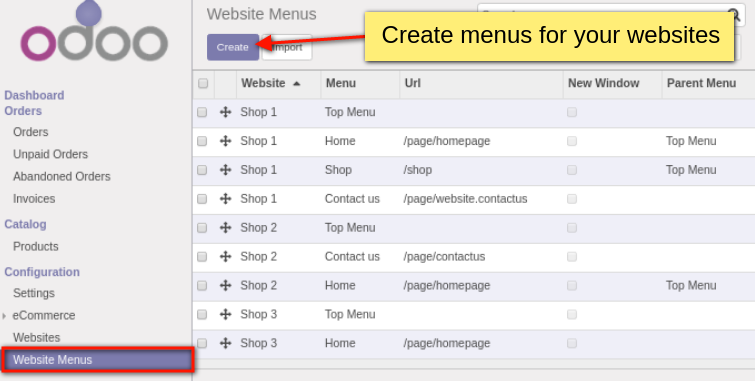 odoo
Website Menus
Create
Import
Create menus for your websites
Dashboard
Orders
Orders
Unpaid Orders
Abandoned Orders
Invoices
Catalog
Products
Configuration
Settings
eCommerce
Websites
Website Menus
Website Menu Url New Window Parent Menu
Shop 1 Top Menu
Shop 1 Home /page/homepage Top Menu
Shop 1 Shop /shop Top Menu
Shop 1 Contact us /page/website.contactus
Shop 2 Top Menu
Shop 2 Contact us /page/contactus
Shop 2 Home /page/homepage Top Menu
Shop 3 Top Menu
Shop 3 Home /page/homepage